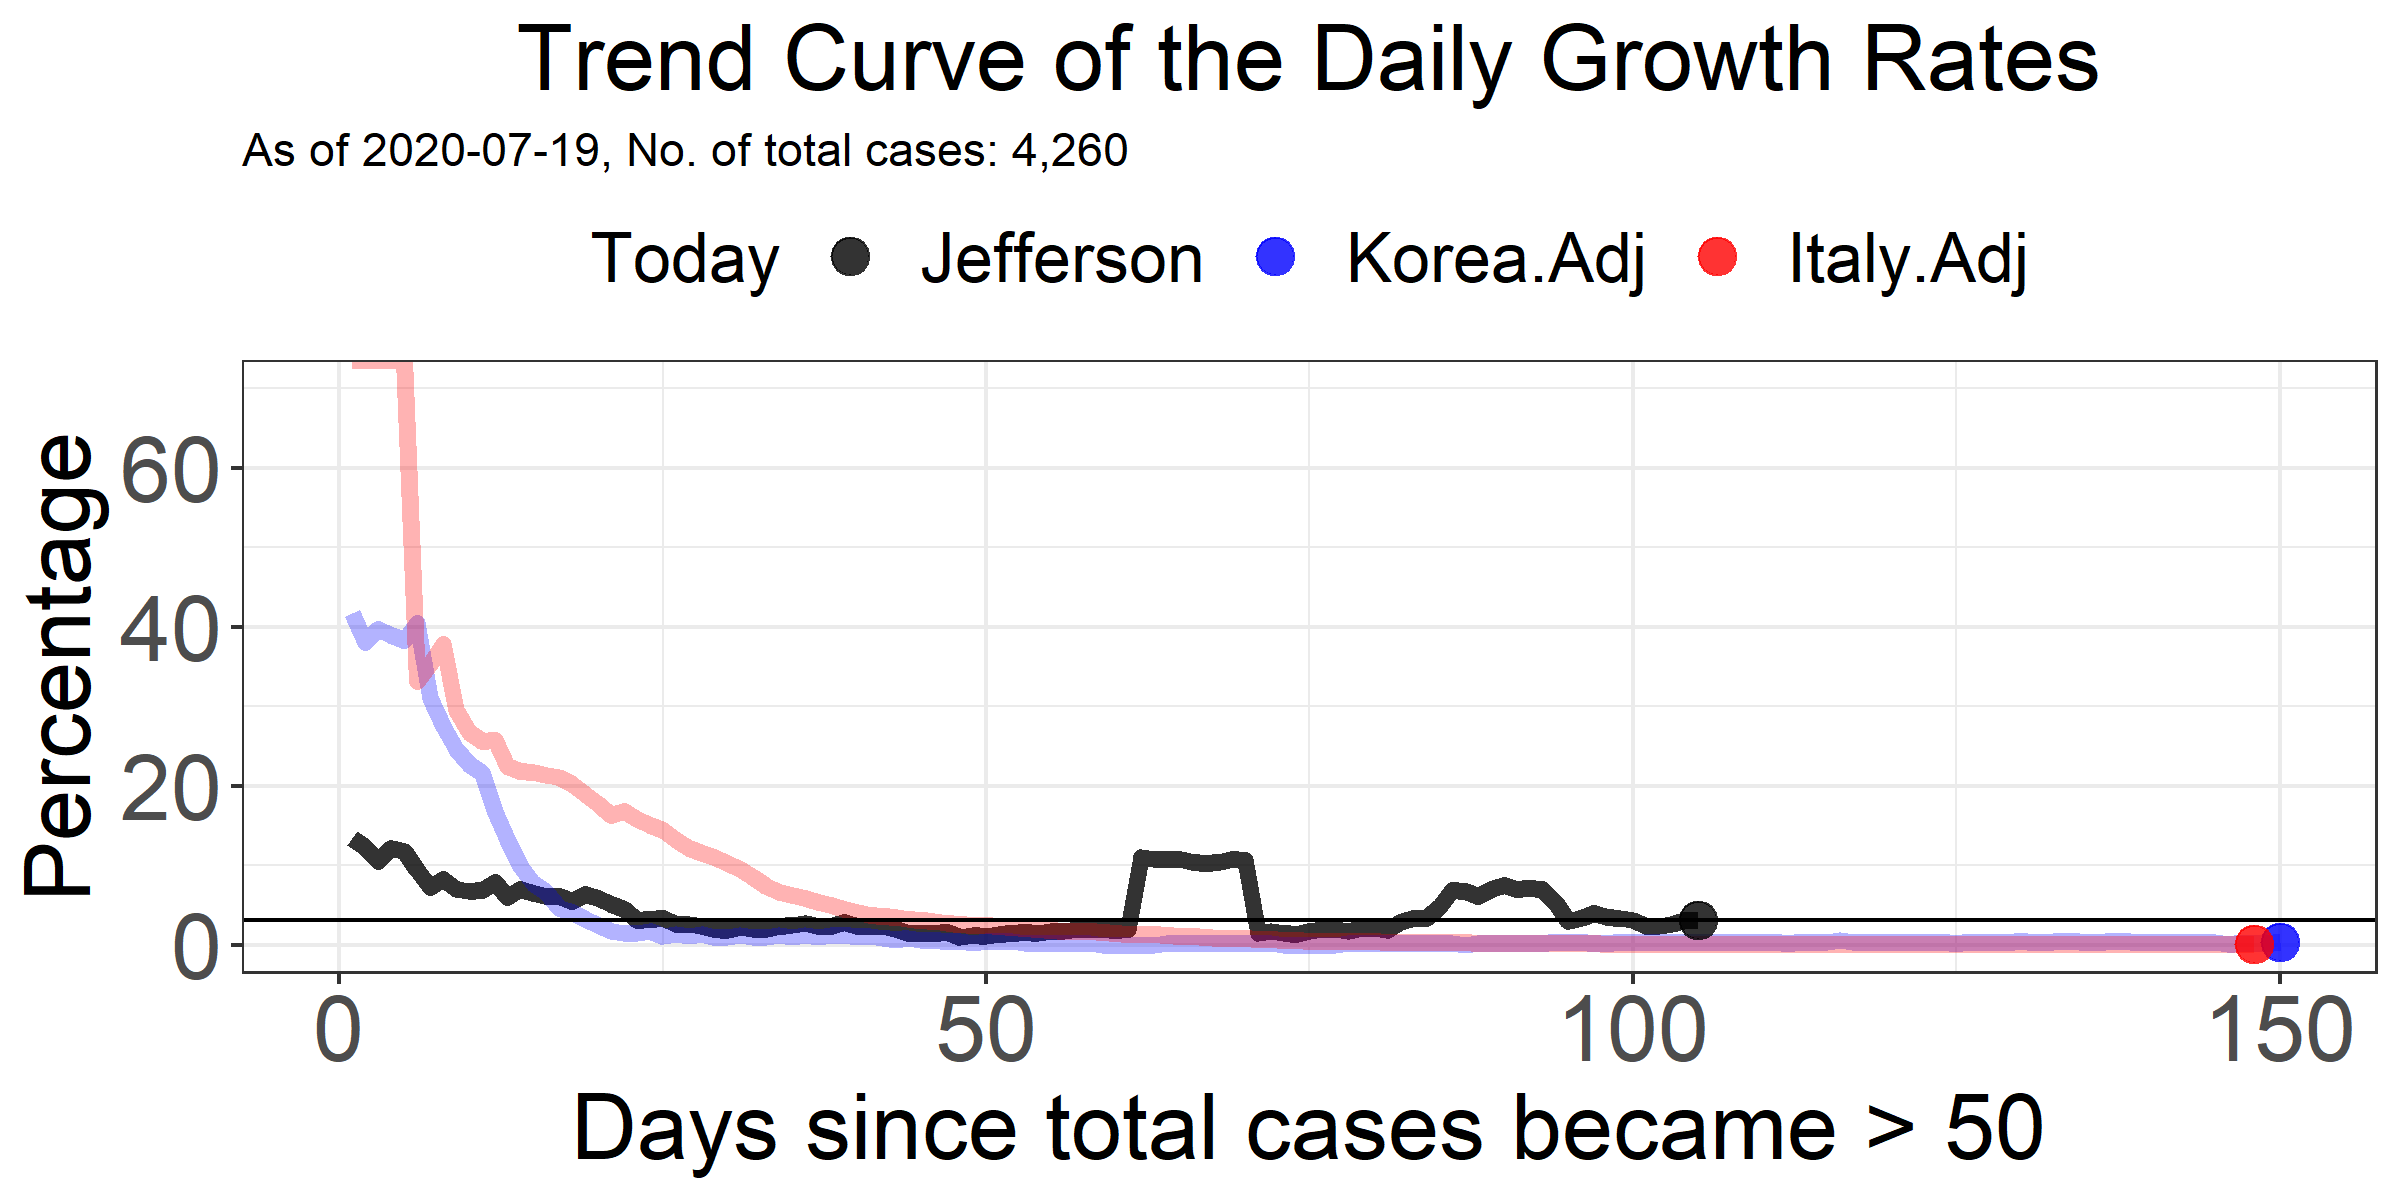 Trend Curve of the Daily Growth Rates
As of 2020-07-19, No. of total cases: 4,260
Today Jefferson Korea.Adj Italy.Adj
Percentage
60
40
20
0
0 50 100 150
Days since total cases became > 50